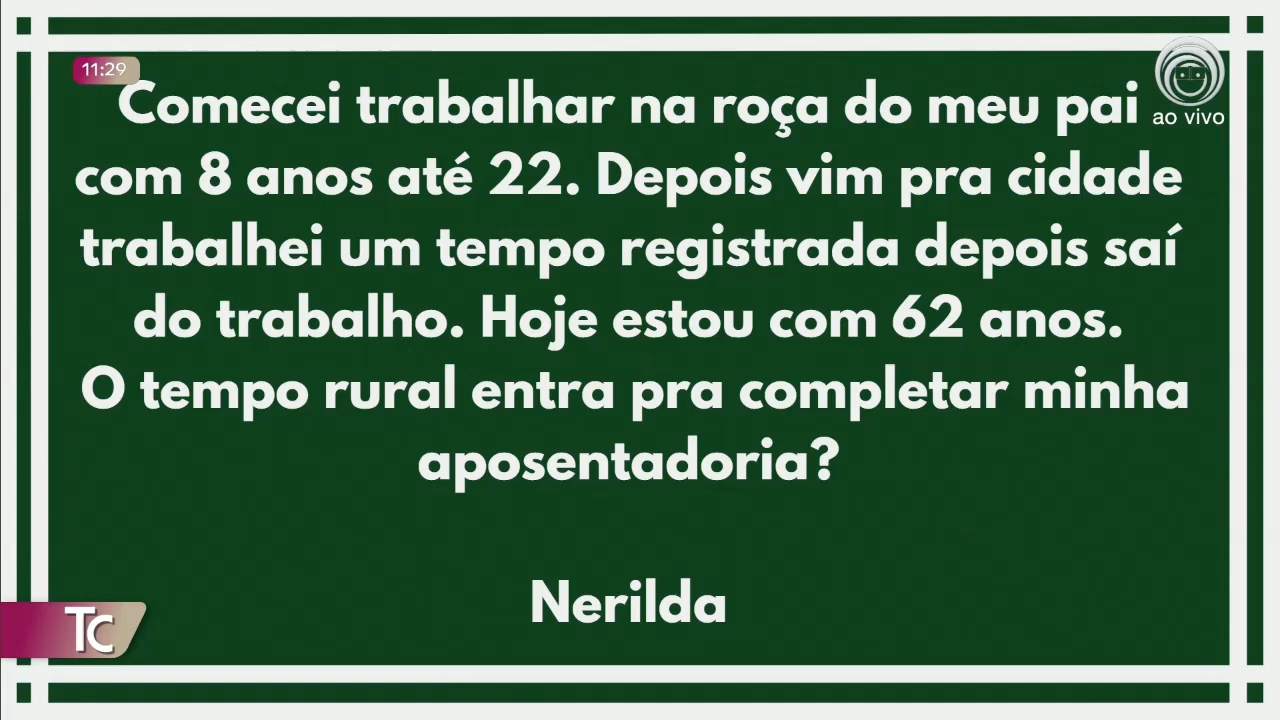 11:29
ao vivo
Comecei trabalhar na roça do meu pai
com 8 anos até 22. Depois vim pra cidade
trabalhei um tempo registrada depois saí
do trabalho. Hoje estou com 62 anos.
O tempo rural entra pra completar minha
aposentadoria?
Nerilda
Tc